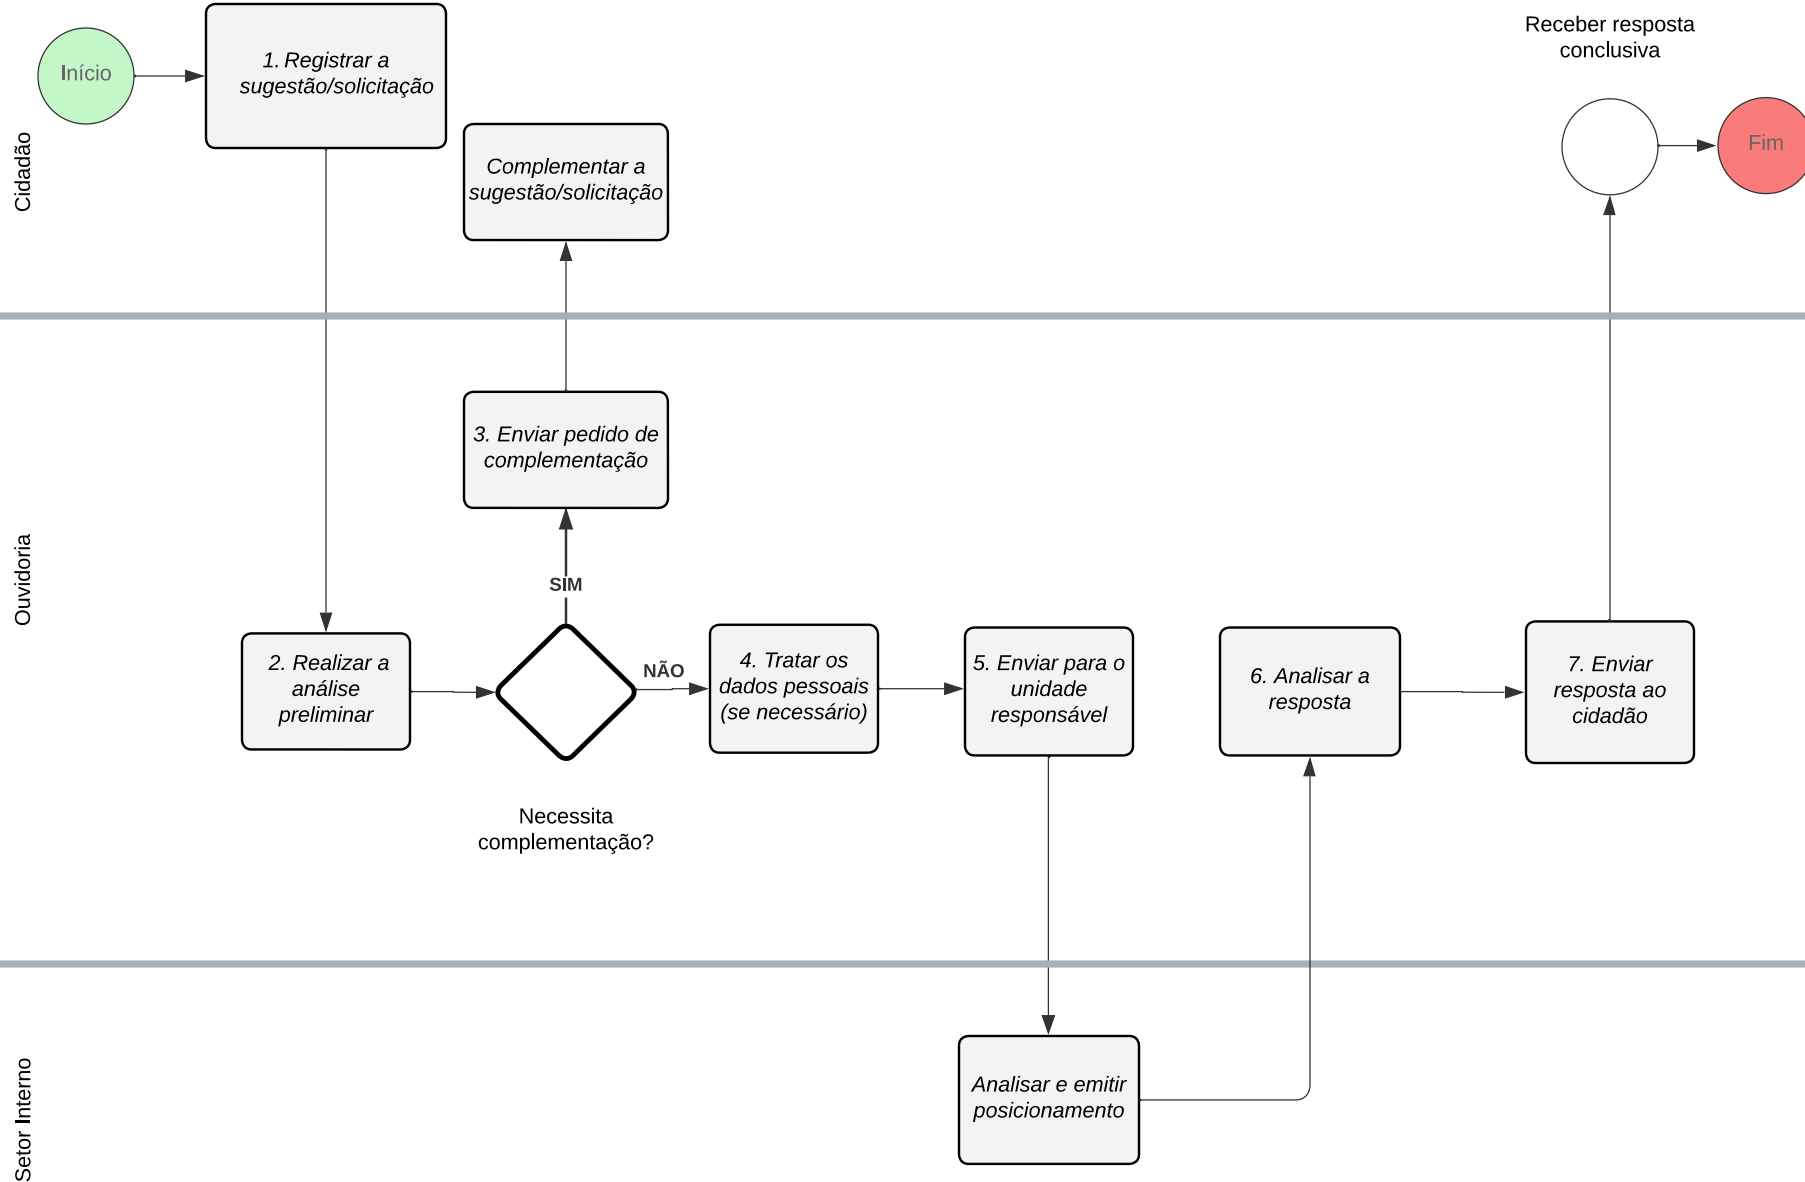 Cidadão
Início
1. Registrar a
sugestão/solicitação
Complementar a
sugestão/solicitação
Receber resposta
conclusiva
Fim
Ouvidoria
3. Enviar pedido de
complementação
SIM
2. Realizar a
análise
preliminar
NÃO
Necessita
complementação?
4. Tratar os
dados pessoais
(se necessário)
5. Enviar para o
unidade
responsável
6. Analisar a
resposta
7. Enviar
resposta ao
cidadão
Setor Interno
Analisar e emitir
posicionamento